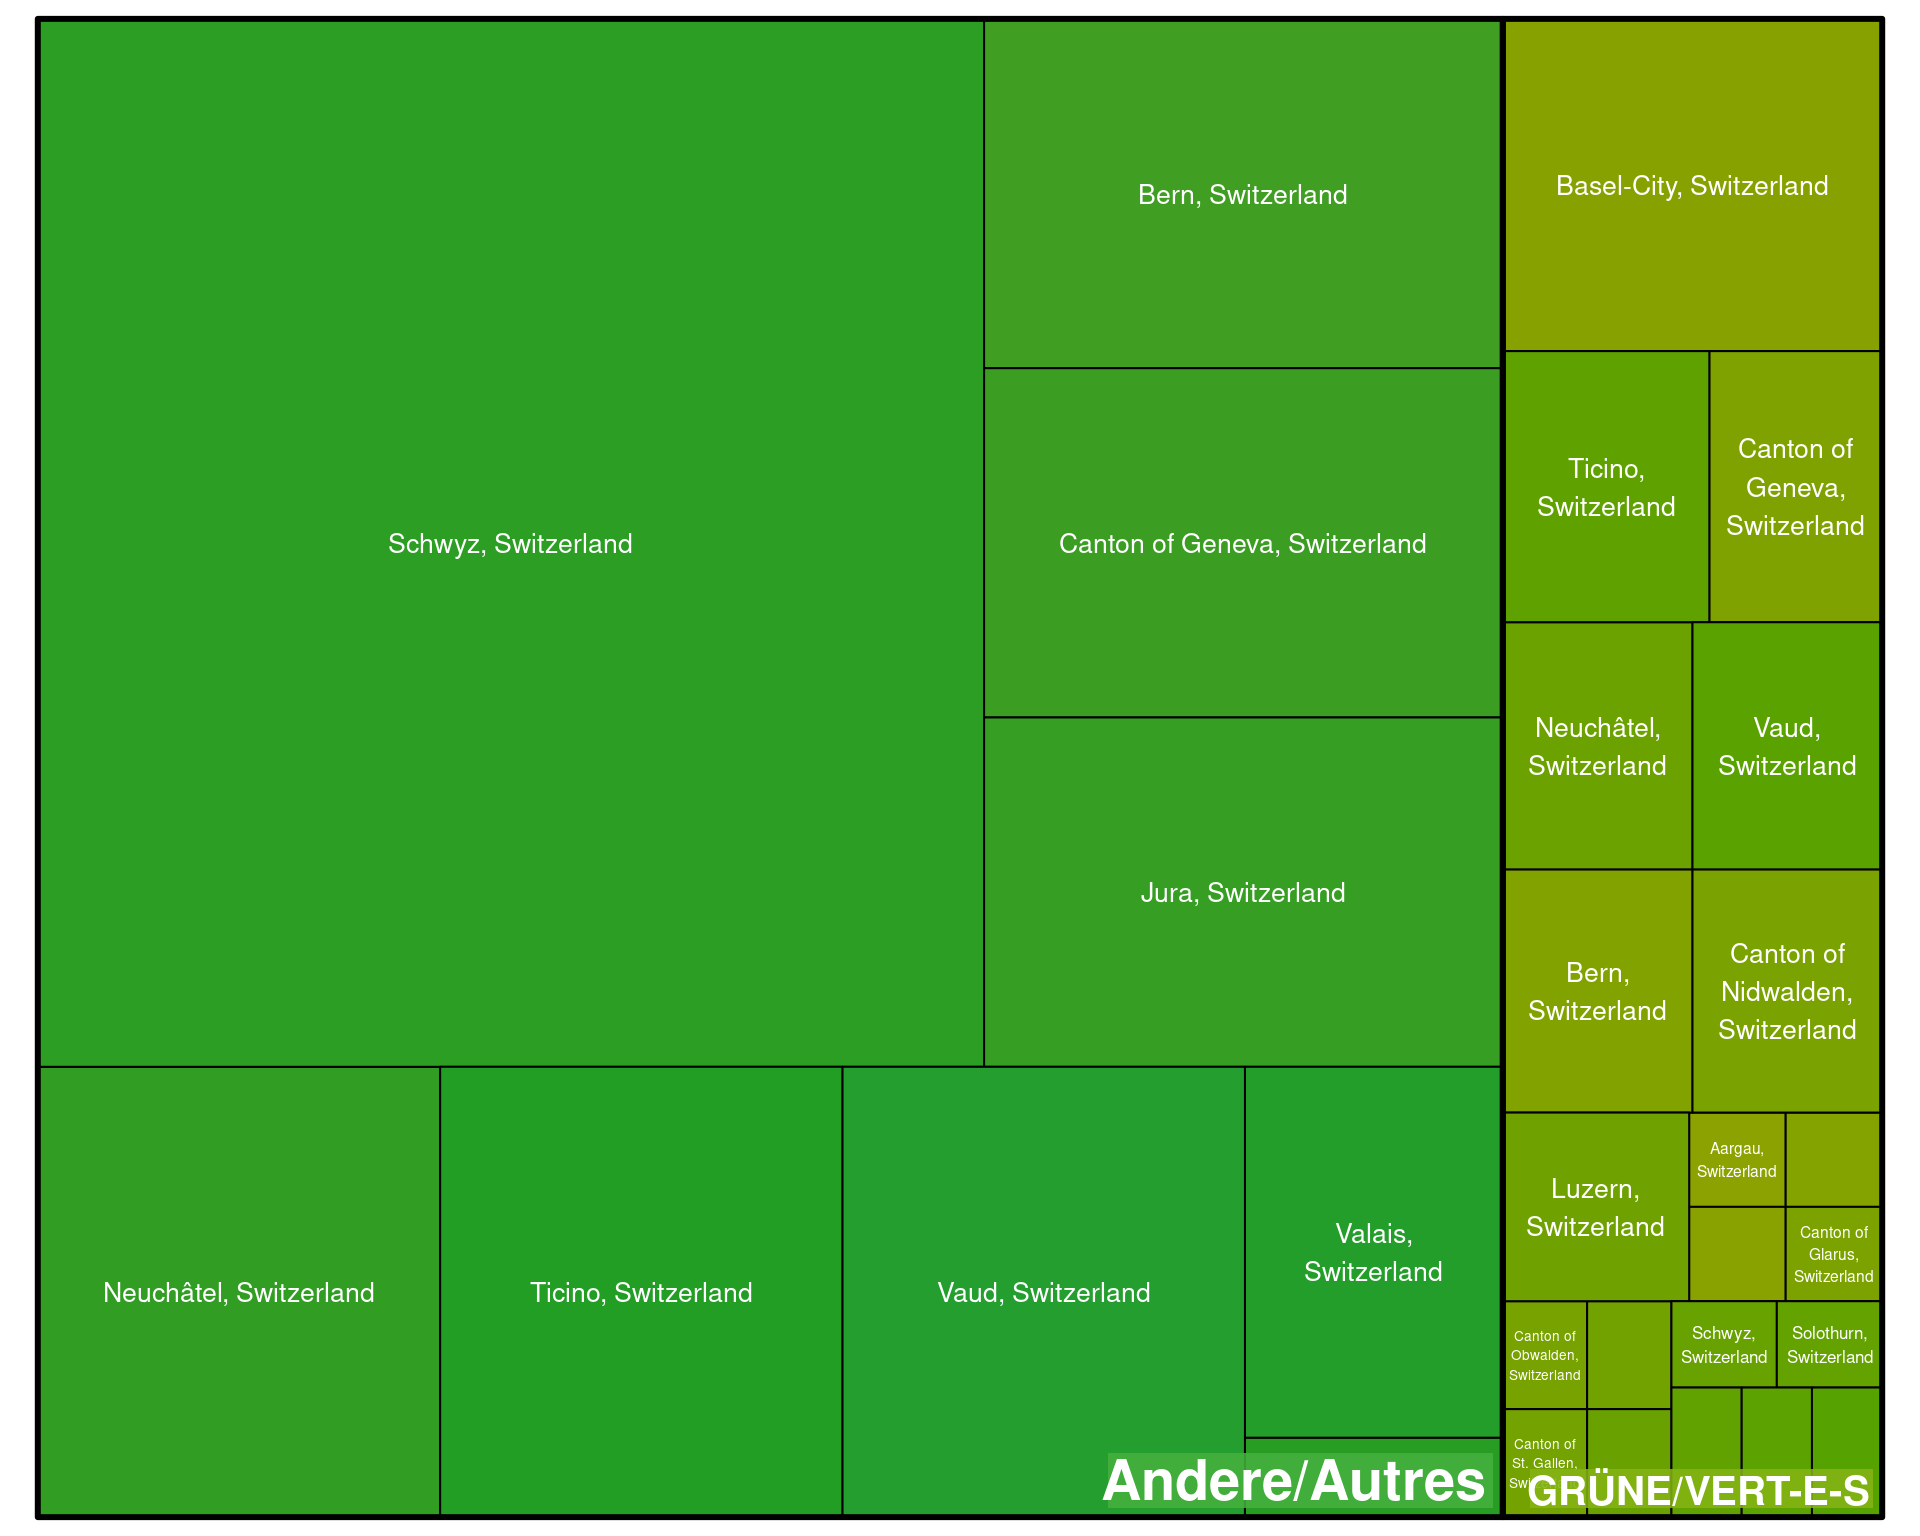 Schwyz, Switzerland
Bern, Switzerland
Canton of Geneva, Switzerland
Jura, Switzerland
Neuchâtel, Switzerland
Ticino, Switzerland
Vaud, Switzerland
Valais,
Switzerland
Andere/Autres
Basel-City, Switzerland
Ticino,
Switzerland
Canton of
Geneva,
Switzerland
Neuchâtel,
Switzerland
Vaud,
Switzerland
Bern,
Switzerland
Canton of
Nidwalden,
Switzerland
Luzern,
Switzerland
Aargau,
Switzerland
Canton of
Glarus,
Switzerland
Canton of
Obwalden,
Switzerland
Schwyz,
Switzerland
Solothurn,
Switzerland
Canton of
St. Gallen,
GRÜNE/VERT-E-S